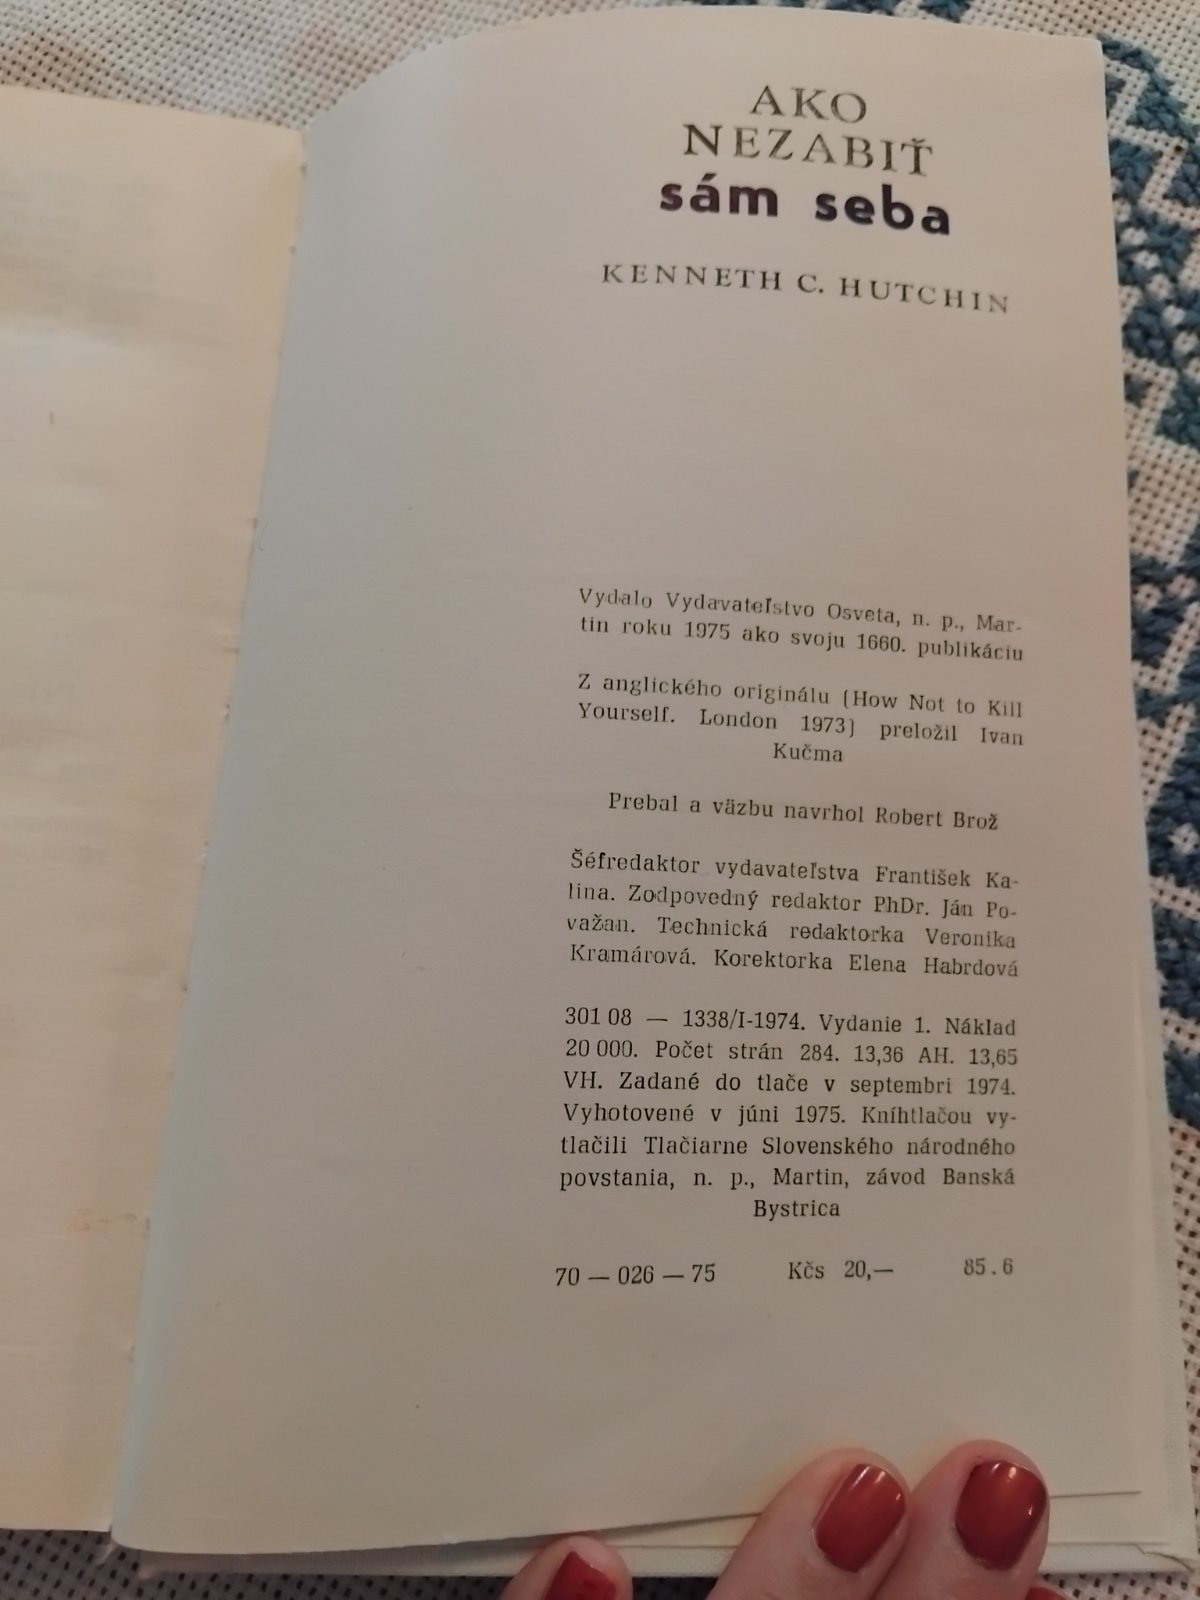 AKO
NEZABIŤ
sám seba
KENNETH C. HUTCHIN
Vydalo Vydavateľstvo Osveta, n. p., Mar-
tin roku 1975 ako svoju 1660. publikáciu
Z anglického originálu (How Not to Kill
Yourself. London 1973) preložil Ivan
Kučma
Prebal a väzbu navrhol Robert Brož
Šéfredaktor vydavateľstva František Ka-
lina. Zodpovedný redaktor PhDr. Ján Po-
važan. Technická redaktorka Veronika
Kramárová. Korektorka Elena Habrdová
301 08 — 1338/I-1974. Vydanie 1. Náklad
20 000. Počet strán 284. 13,36 AH. 13,65
VH. Zadané do tlače v septembri 1974.
Vyhotovené v júni 1975. Kníhtlačou vy-
tlačili Tlačiarne Slovenského národného
povstania, n. p., Martin, závod Banská
Bystrica
70 — 026 — 75 Kčs 20,— 85.6